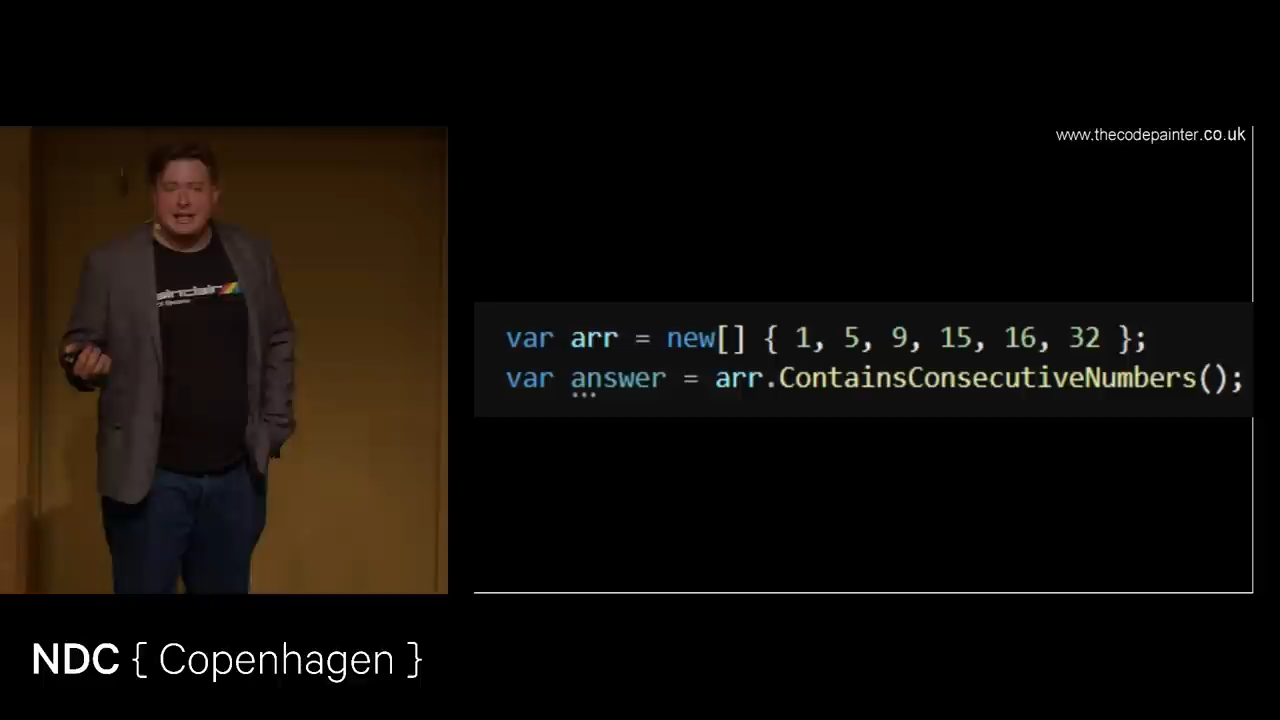 www.thecodepainter.co.uk
sinclair
var arr = new[] { 1, 5, 9, 15, 16, 32 };
var answer = arr.ContainsConsecutiveNumbers();
NDC { Copenhagen }